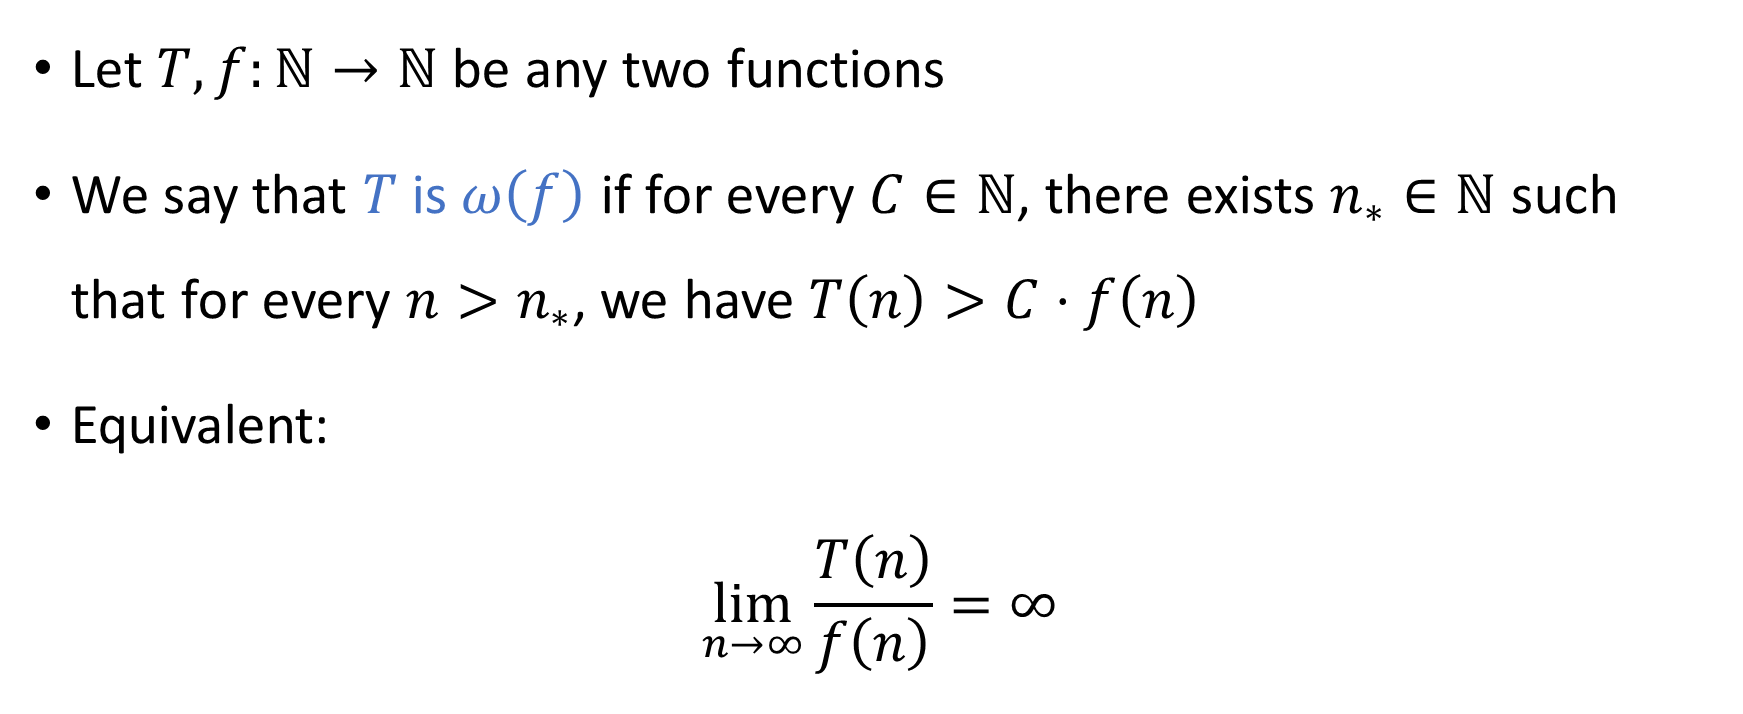 • Let 𝑇, 𝑓: ℕ → ℕ be any two functions
• We say that 𝑇 is 𝜔(𝑓) if for every 𝐶 ∈ ℕ, there exists 𝑛∗ ∈ ℕ such
that for every 𝑛 > 𝑛∗, we have 𝑇(𝑛) > 𝐶 ⋅ 𝑓(𝑛)
• Equivalent:
lim 𝑛→∞ 𝑇(𝑛)/𝑓(𝑛) = ∞